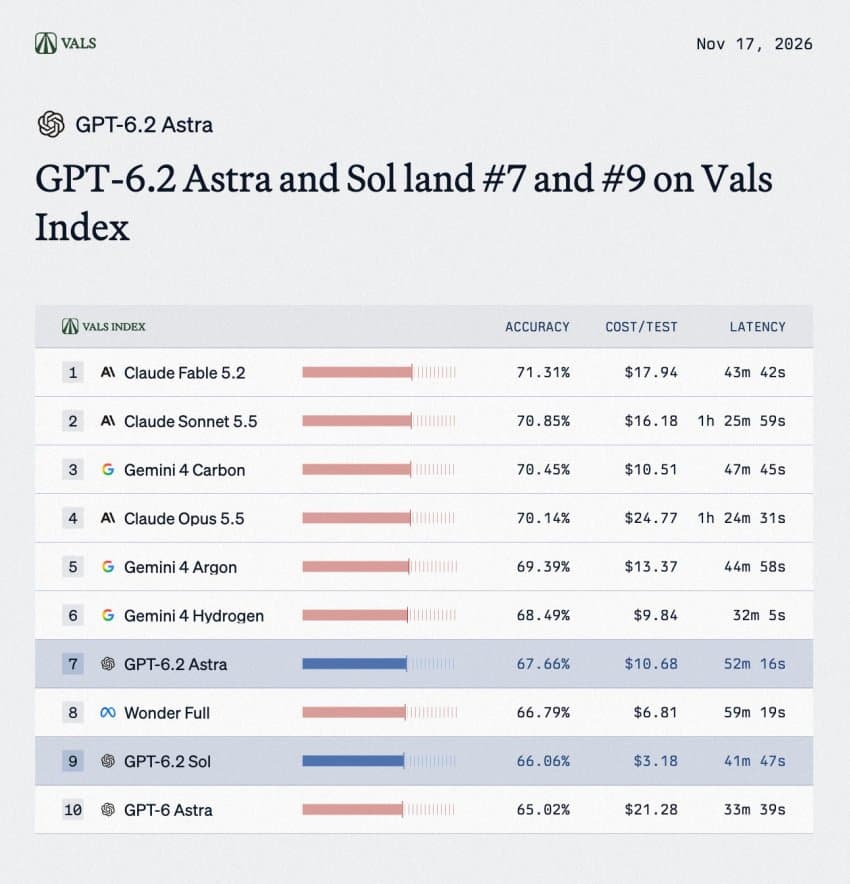 VALS
Nov 17, 2026
GPT-6.2 Astra
GPT-6.2 Astra and Sol land #7 and #9 on Vals
Index
VALS INDEX ACCURACY COST/TEST LATENCY
1 Claude Fable 5.2 71.31% $17.94 43m 42s
2 Claude Sonnet 5.5 70.85% $16.18 1h 25m 59s
3 Gemini 4 Carbon 70.45% $10.51 47m 45s
4 Claude Opus 5.5 70.14% $24.77 1h 24m 31s
5 Gemini 4 Argon 69.39% $13.37 44m 58s
6 Gemini 4 Hydrogen 68.49% $9.84 32m 5s
7 GPT-6.2 Astra 67.66% $10.68 52m 16s
8 Wonder Full 66.79% $6.81 59m 19s
9 GPT-6.2 Sol 66.06% $3.18 41m 47s
10 GPT-6 Astra 65.02% $21.28 33m 39s